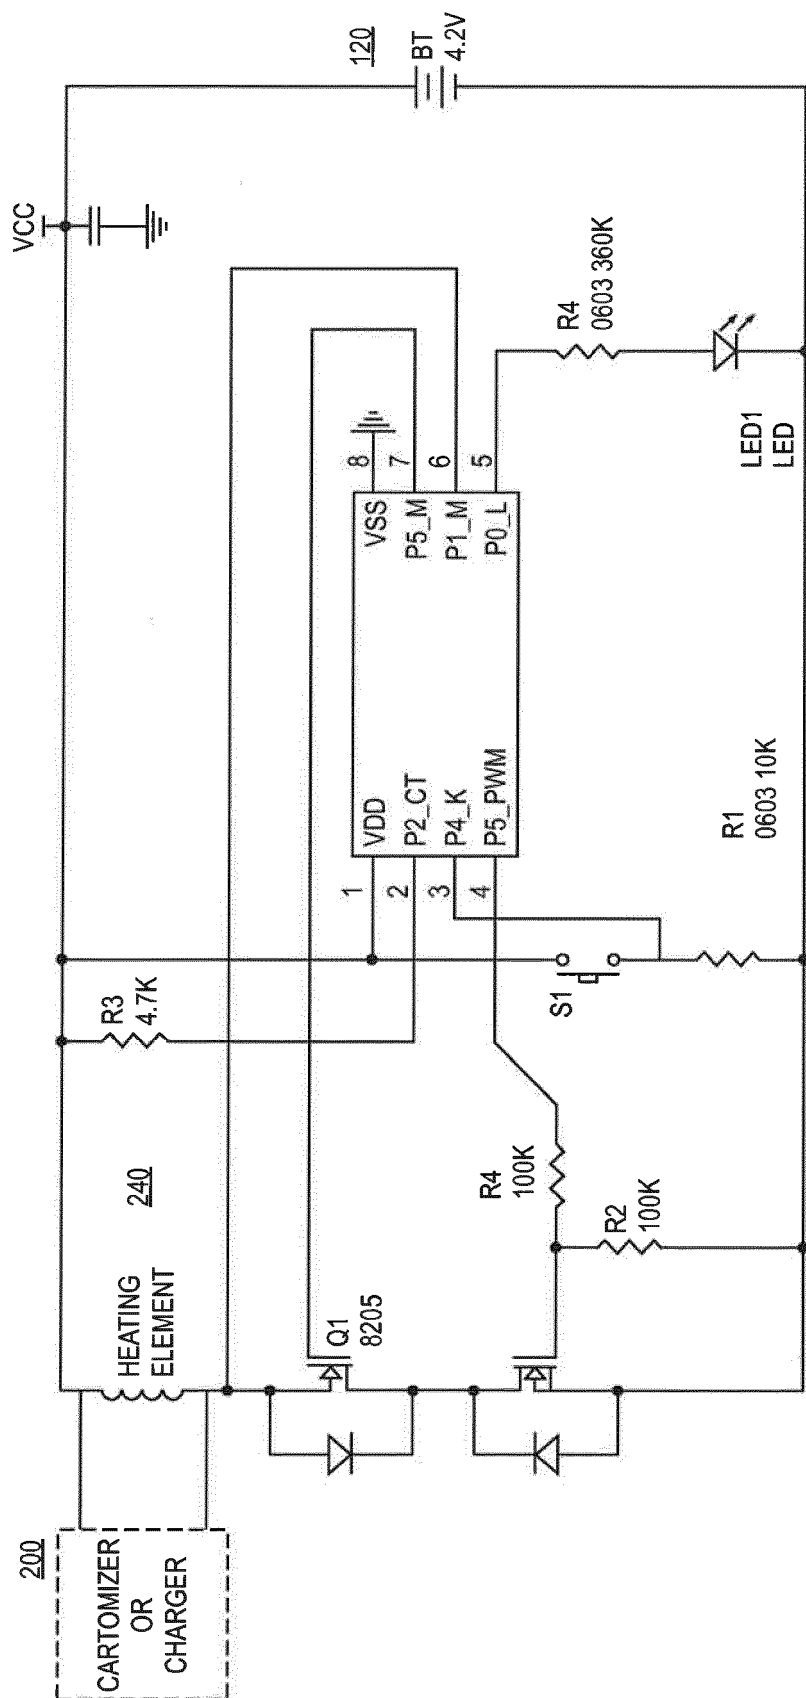 200
CARTOMIZER
OR
CHARGER
HEATING
ELEMENT
240
R3
4.7K
VCC
120
BT
4.2V
Q1
8205
1
2
3
4
VDD
P2_CT
P4_K
P5_PWM
VSS
P5_M
P1_M
P0_L
8
7
6
5
R4
0603 360K
R4
100K
R2
100K
S1
R1
0603 10K
LED1
LED